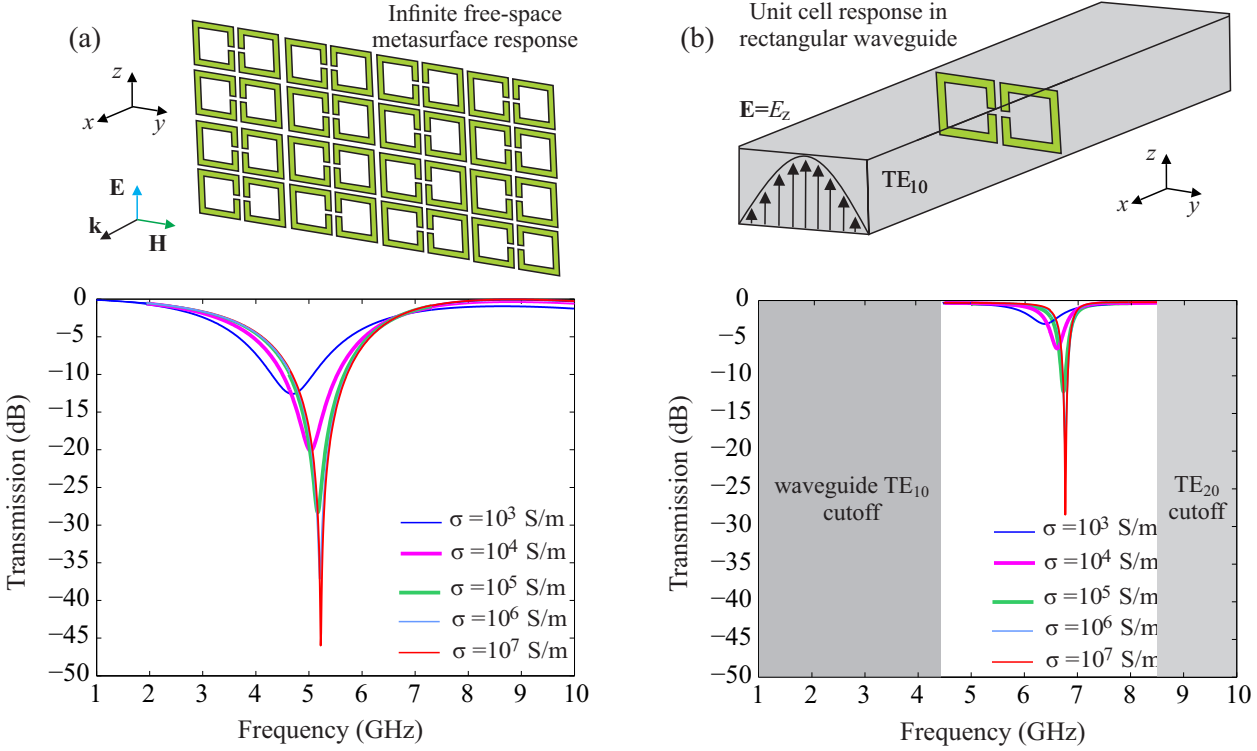 (a)
Infinite free-space
metasurface response
z
x
y
E
k
H
0
−5
−10
−15
−20
−25
−30
−35
−40
−45
−50
Transmission (dB)
σ =10³ S/m
σ =10⁴ S/m
σ =10⁵ S/m
σ =10⁶ S/m
σ =10⁷ S/m
1 2 3 4 5 6 7 8 9 10
Frequency (GHz)
(b)
Unit cell response in
rectangular waveguide
E=E_z
TE₁₀
z
x
y
0
−5
−10
−15
−20
−25
−30
−35
−40
−45
−50
Transmission (dB)
waveguide TE₁₀
cutoff
TE₂₀
cutoff
σ =10³ S/m
σ =10⁴ S/m
σ =10⁵ S/m
σ =10⁶ S/m
σ =10⁷ S/m
1 2 3 4 5 6 7 8 9 10
Frequency (GHz)